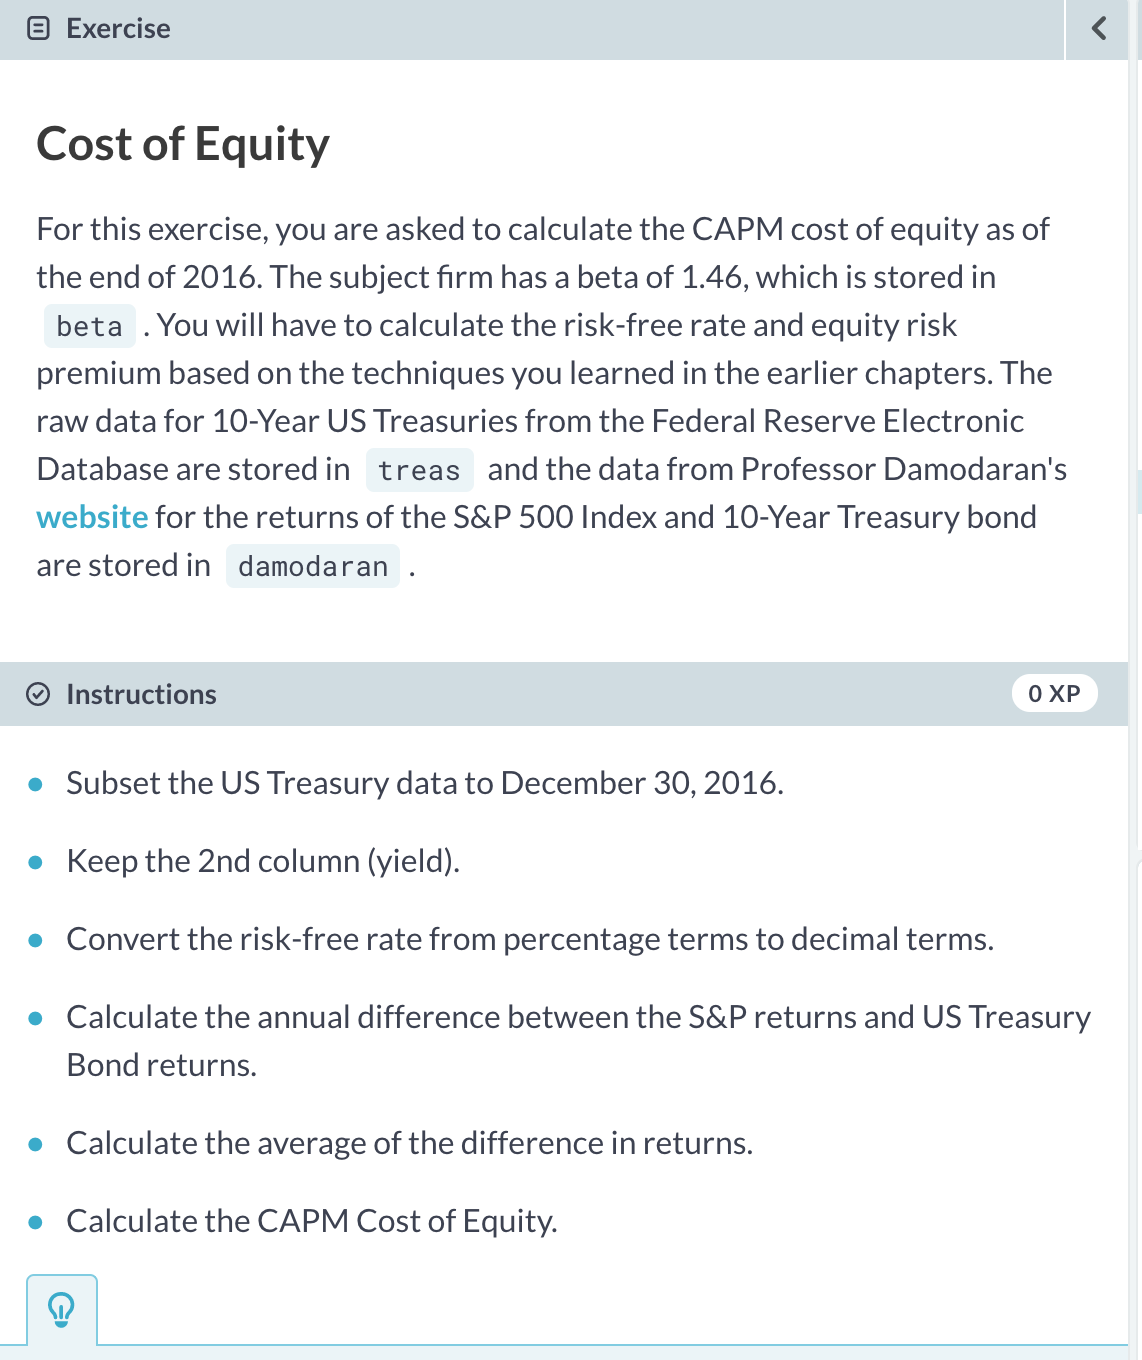 Exercise
Cost of Equity
For this exercise, you are asked to calculate the CAPM cost of equity as of
the end of 2016. The subject firm has a beta of 1.46, which is stored in
beta . You will have to calculate the risk-free rate and equity risk
premium based on the techniques you learned in the earlier chapters. The
raw data for 10-Year US Treasuries from the Federal Reserve Electronic
Database are stored in treas and the data from Professor Damodaran's
website for the returns of the S&P 500 Index and 10-Year Treasury bond
are stored in damodaran .
Instructions
0 XP
Subset the US Treasury data to December 30, 2016.
Keep the 2nd column (yield).
Convert the risk-free rate from percentage terms to decimal terms.
Calculate the annual difference between the S&P returns and US Treasury
Bond returns.
Calculate the average of the difference in returns.
Calculate the CAPM Cost of Equity.